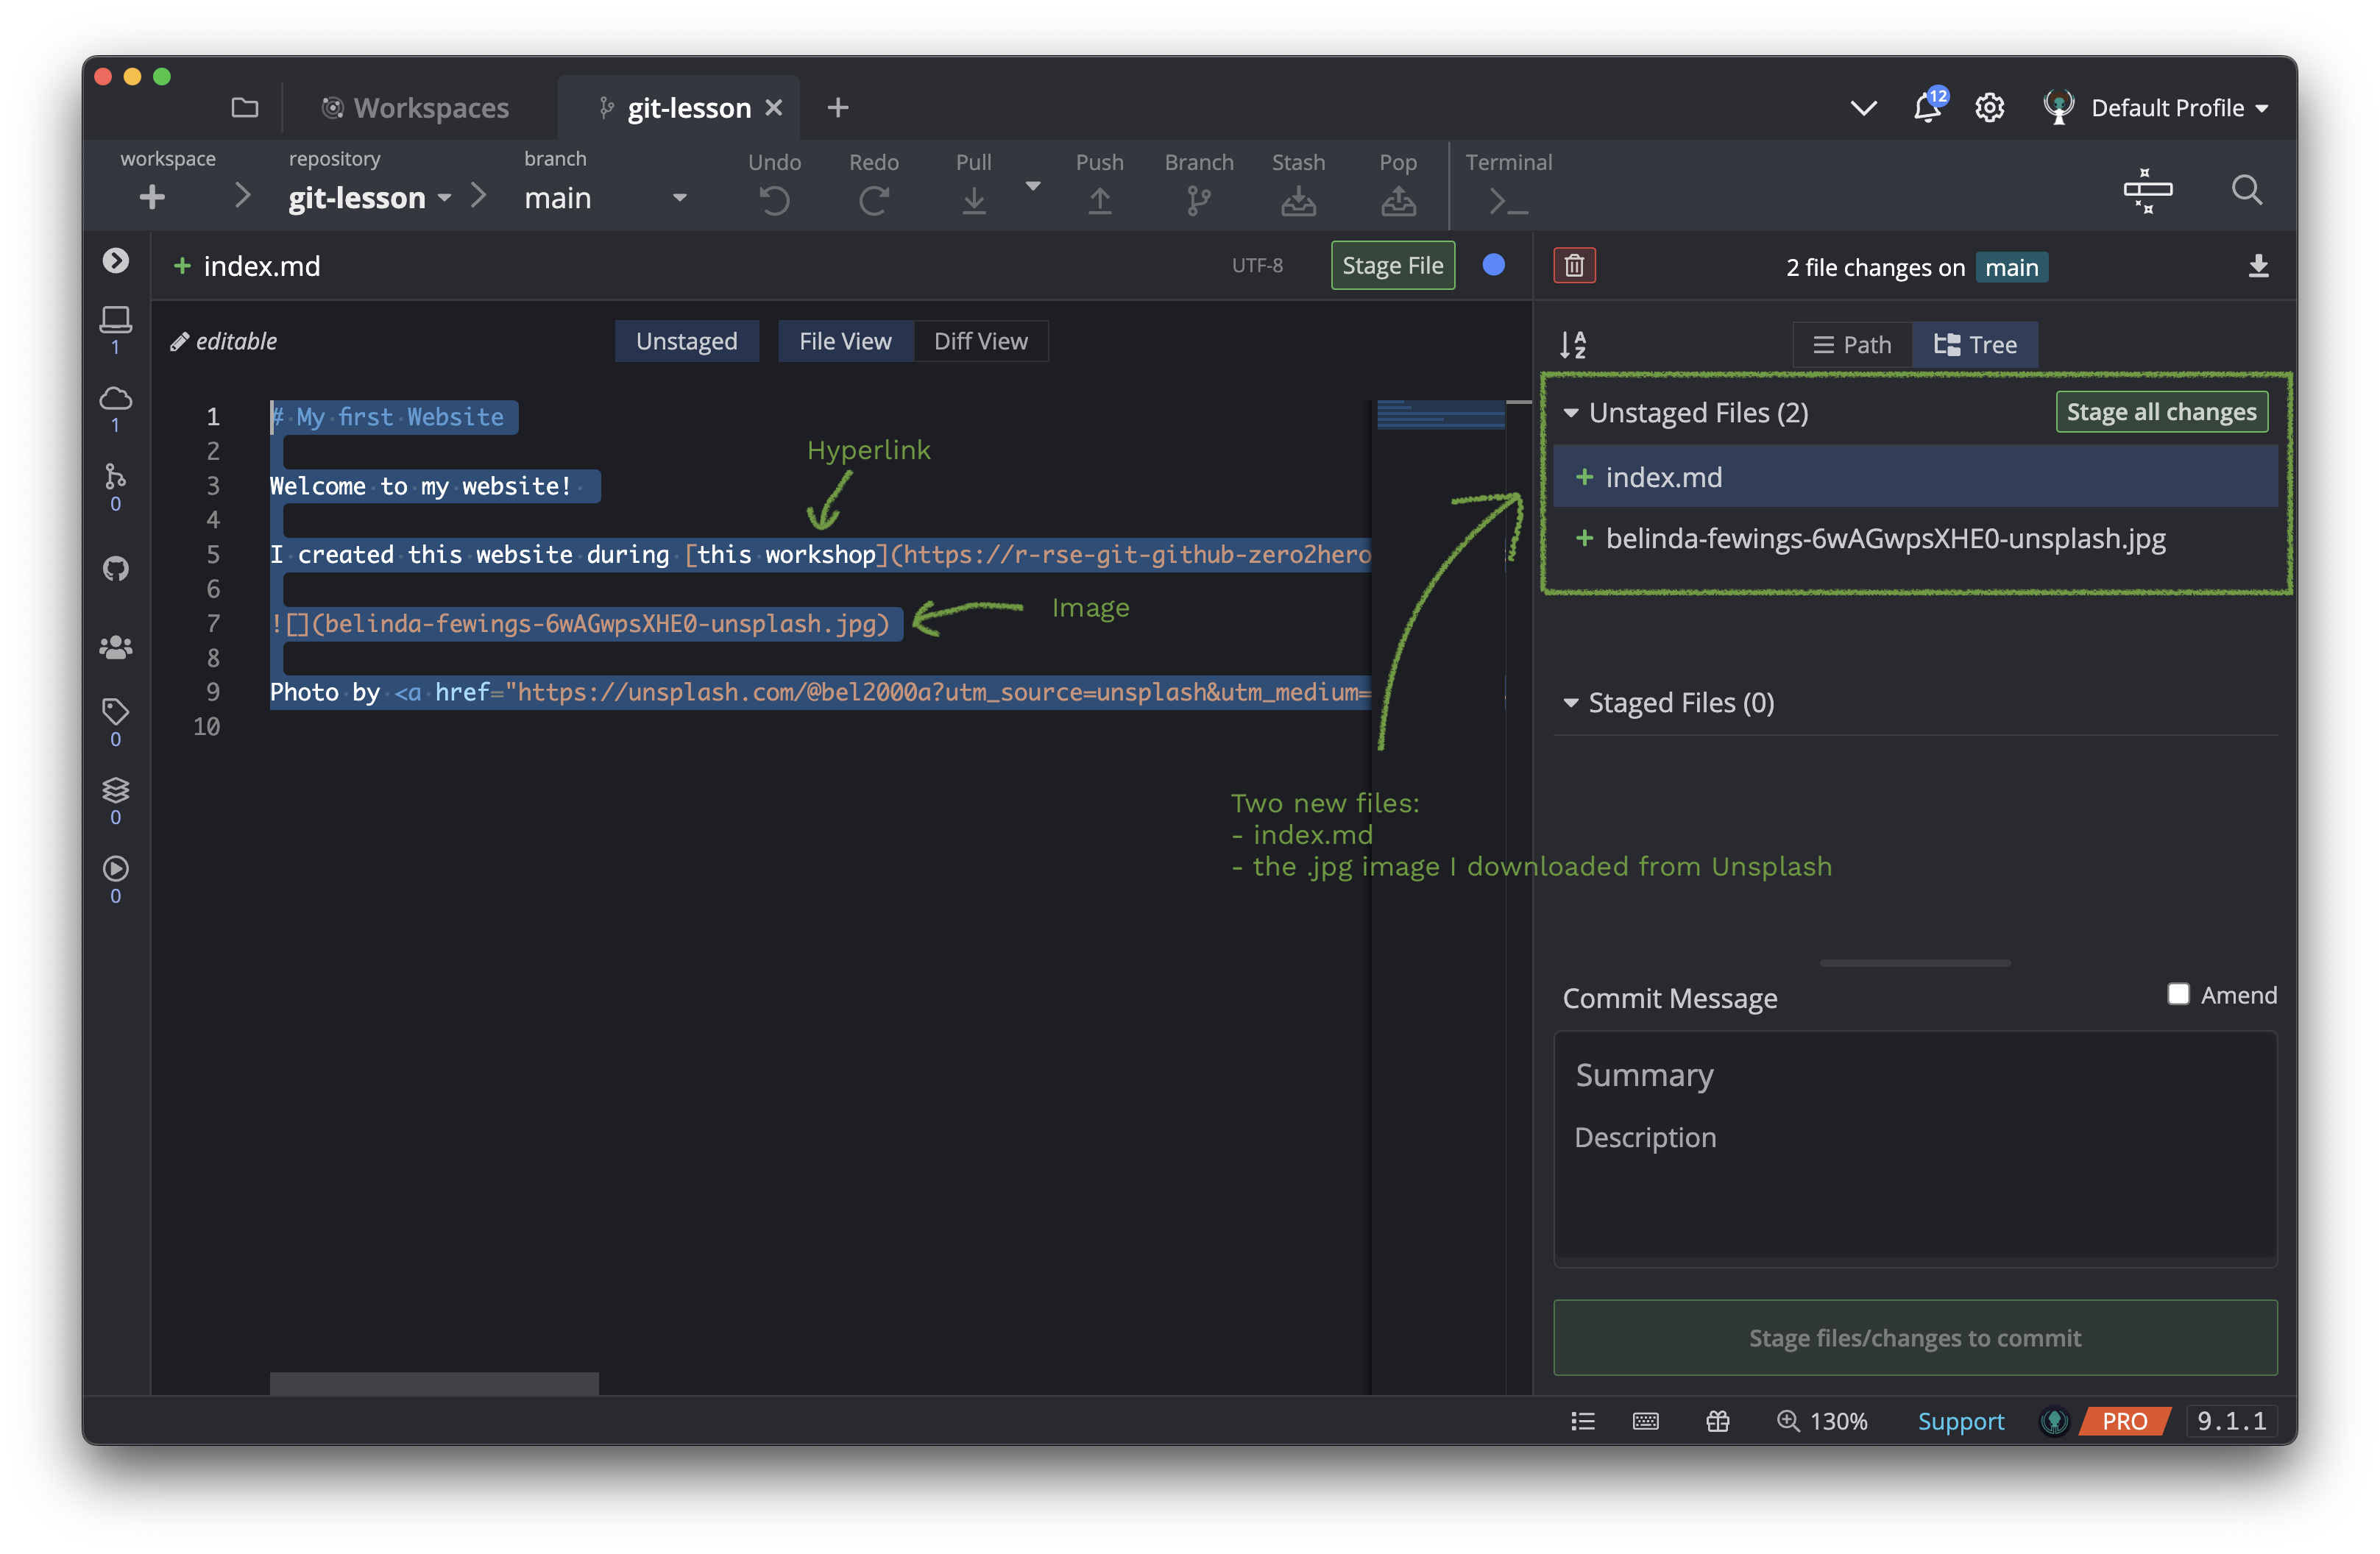 Workspaces
git-lesson
12
Default Profile
workspace
repository
git-lesson
branch
main
Undo
Redo
Pull
Push
Branch
Stash
Pop
Terminal
+ index.md
UTF-8
Stage File
2 file changes on main
editable
Unstaged
File View
Diff View
A
Z
Path
Tree
1
1
0
0
0
0
1 # My first Website
2
3 Welcome to my website!
4
5 I created this website during [this workshop](https://r-rse-git-github-zero2hero
6
7 ![](belinda-fewings-6wAGwpsXHE0-unsplash.jpg)
8
9 Photo by <a href="https://unsplash.com/@bel2000a?utm_source=unsplash&utm_medium=
10
Hyperlink
Image
Two new files:
- index.md
- the .jpg image I downloaded from Unsplash
Unstaged Files (2)
Stage all changes
+ index.md
+ belinda-fewings-6wAGwpsXHE0-unsplash.jpg
Staged Files (0)
Commit Message
Amend
Summary
Description
Stage files/changes to commit
130%
Support
PRO
9.1.1